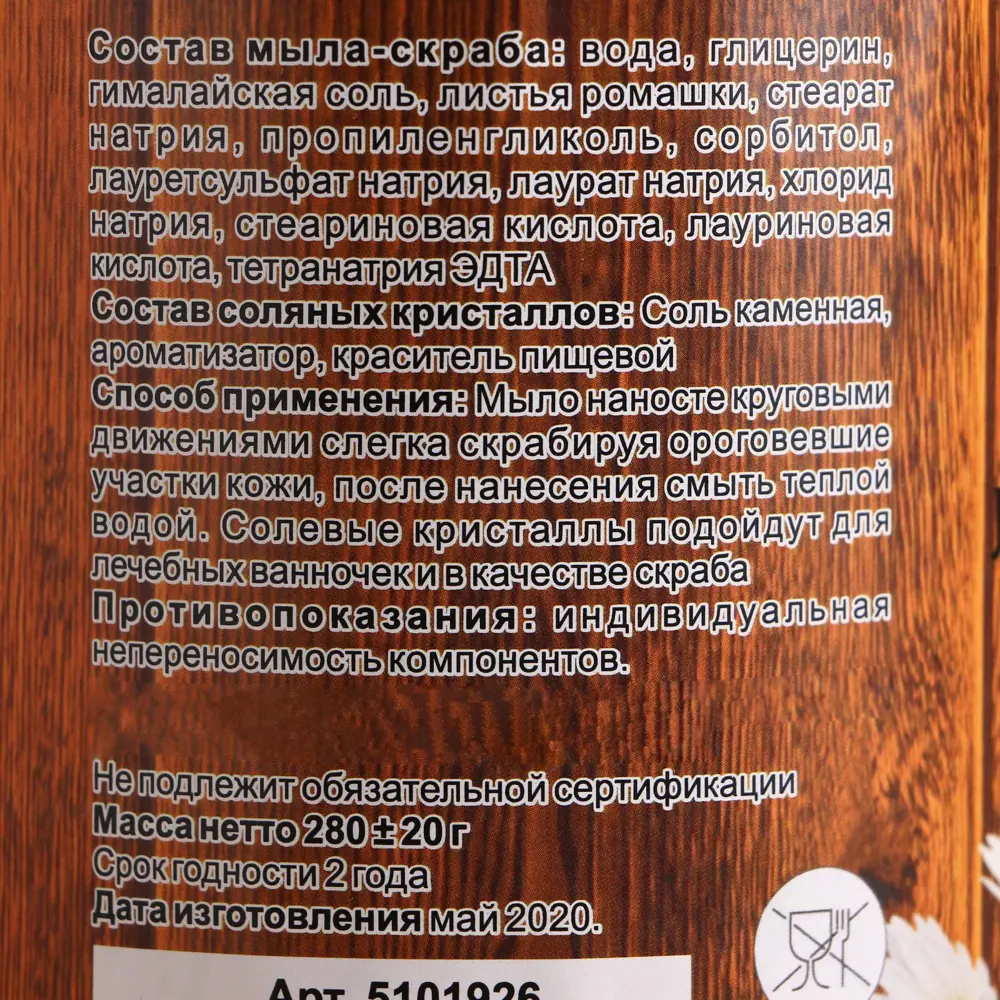 Состав мыла-скраба: вода, глицерин,
гималайская соль, листья ромашки, стеарат
натрия, пропиленгликоль, сорбитол,
лауретсульфат натрия, лаурат натрия, хлорид
натрия, стеариновая кислота, лауриновая
кислота, тетранатрия ЭДТА
Состав соляных кристаллов: Соль каменная,
ароматизатор, краситель пищевой
Способ применения: Мыло наносте круговыми
движениями слегка скрабируя ороговевшие
участки кожи, после нанесения смыть теплой
водой. Солевые кристаллы подойдут для
лечебных ванночек и в качестве скраба
Противопоказания: индивидуальная
непереносимость компонентов.
Не подлежит обязательной сертификации
Масса нетто 280 ± 20 г
Срок годности 2 года
Дата изготовления май 2020.
Арт. 5101926